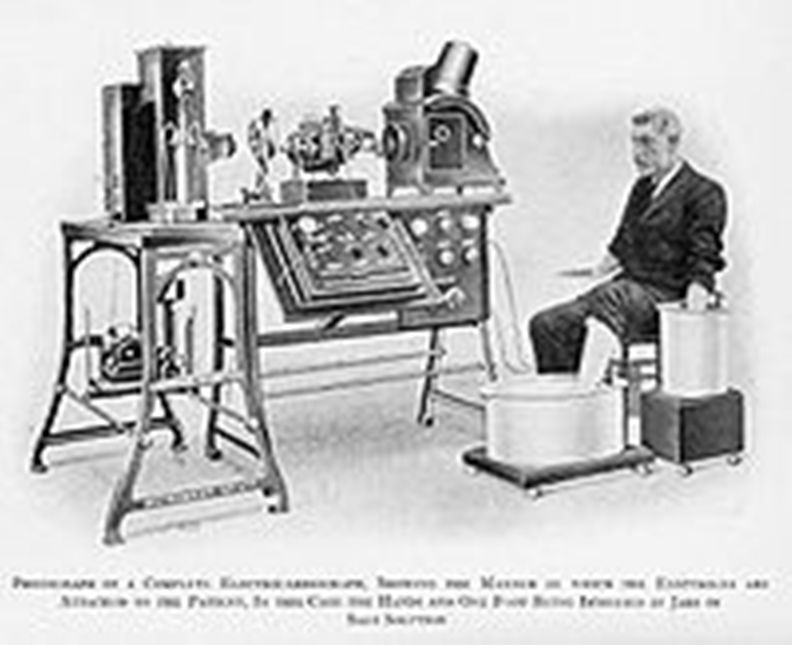 Photograph of a Complete Electrocardiograph, Showing the Manner in which the Electrodes are
Attached to the Patient, In this Case the Hands and One Foot Being Immersed in Jars of
Salt Solution